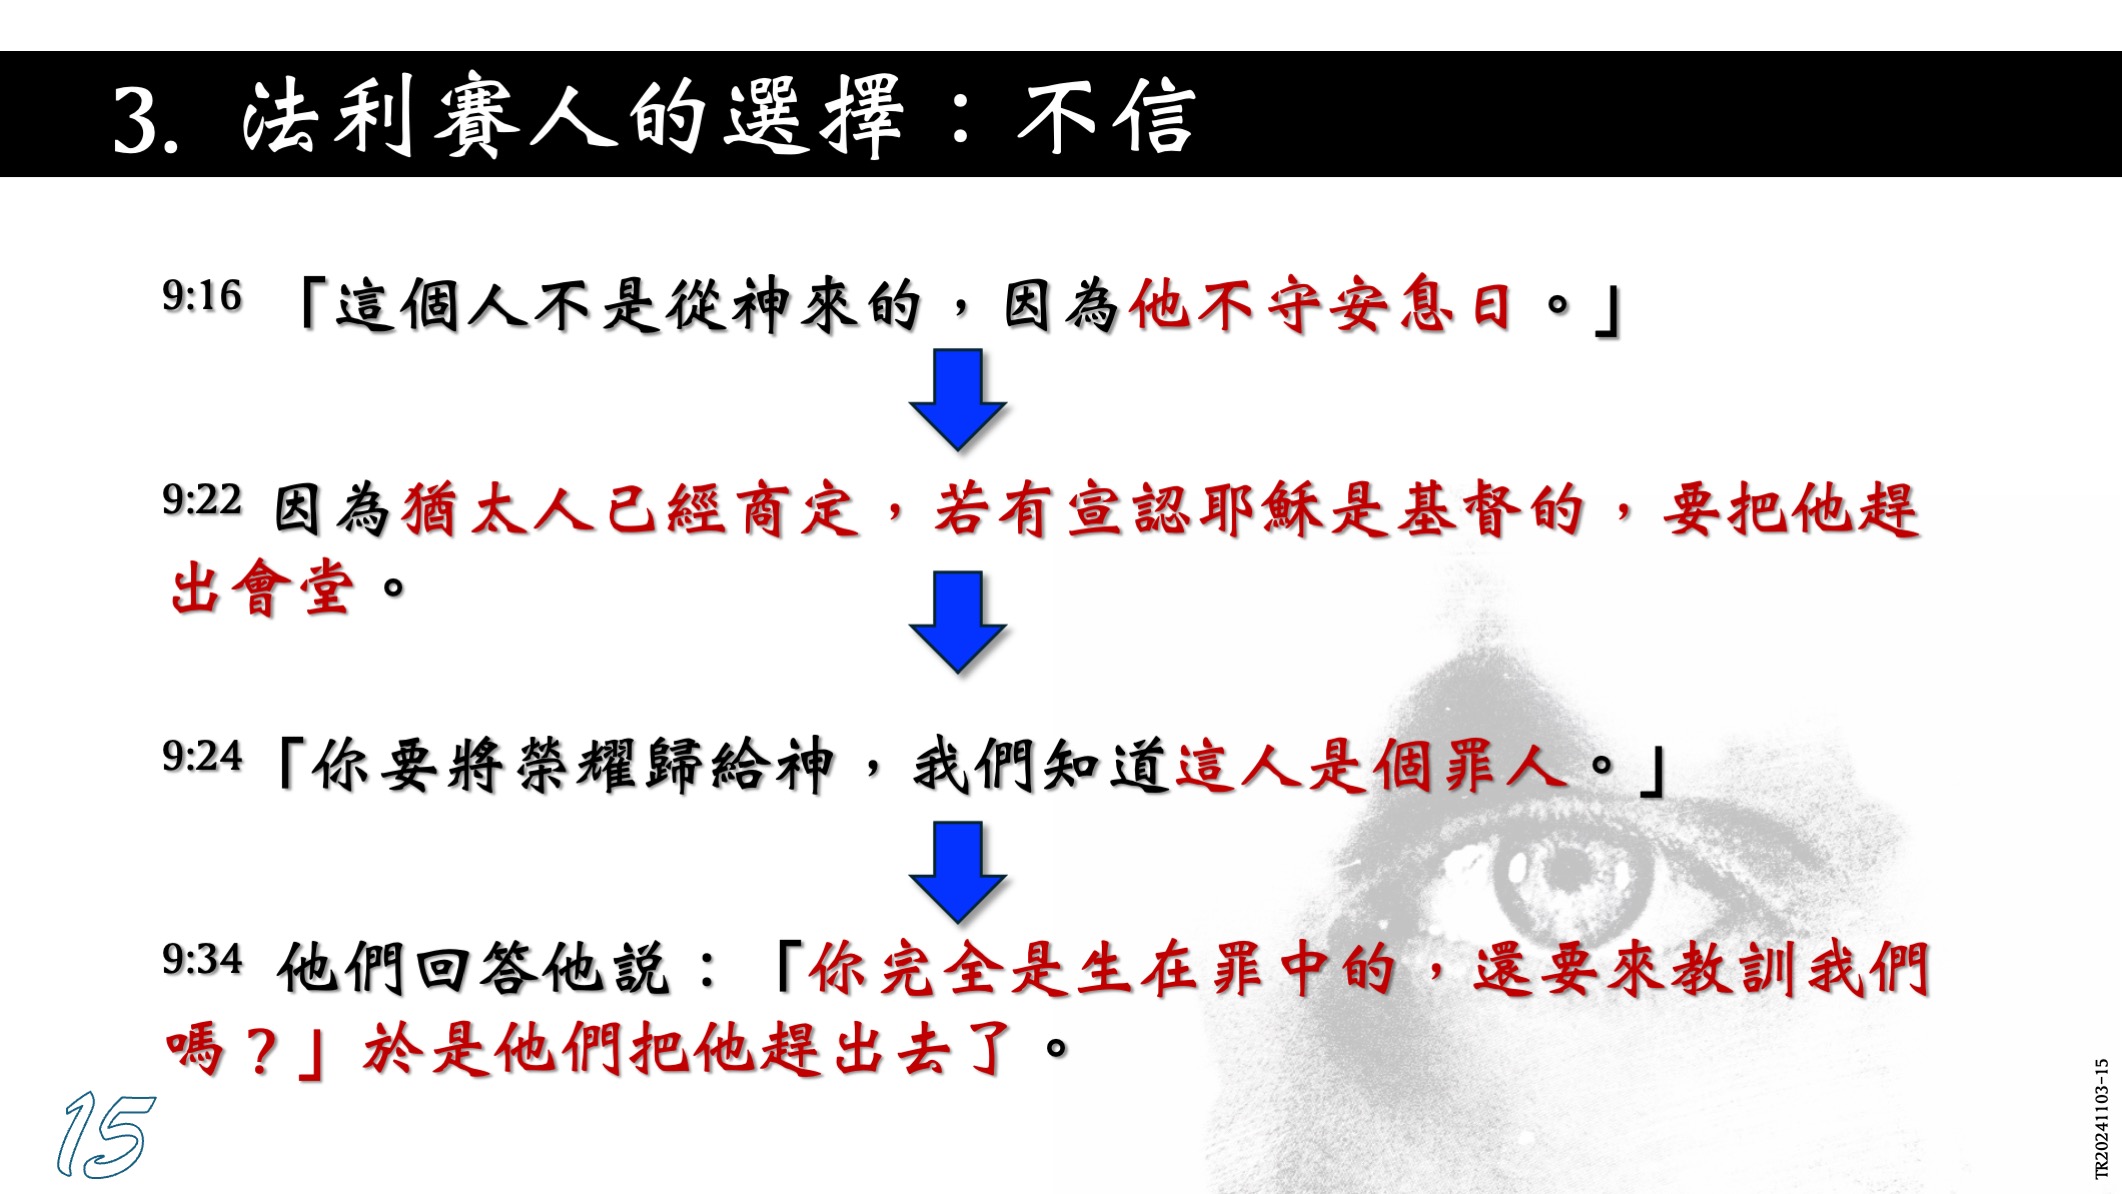 3. 法利賽人的選擇：不信
9:16 「這個人不是從神來的，因為他不守安息日。」
9:22 因為猶太人已經商定，若有宣認耶穌是基督的，要把他趕
出會堂。
9:24「你要將榮耀歸給神，我們知道這人是個罪人。」
9:34 他們回答他説：「你完全是生在罪中的，還要來教訓我們
嗎？」於是他們把他趕出去了。
15
TR20241103-15